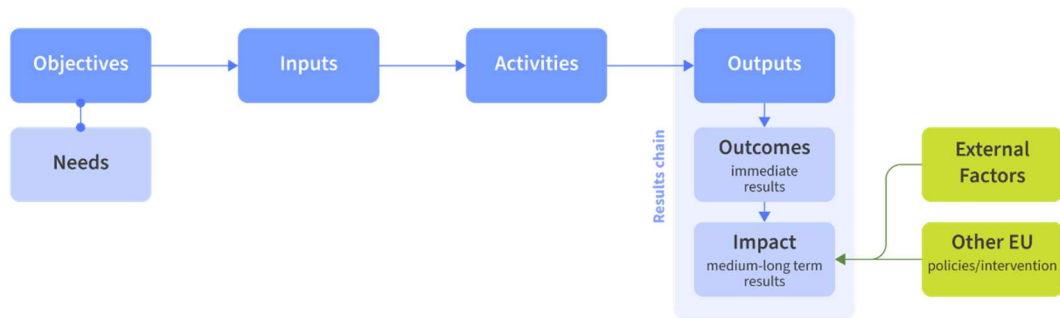 Objectives
Inputs
Activities
Outputs
Needs
Results chain
Outcomes
immediate
results
Impact
medium-long term
results
External
Factors
Other EU
policies/intervention